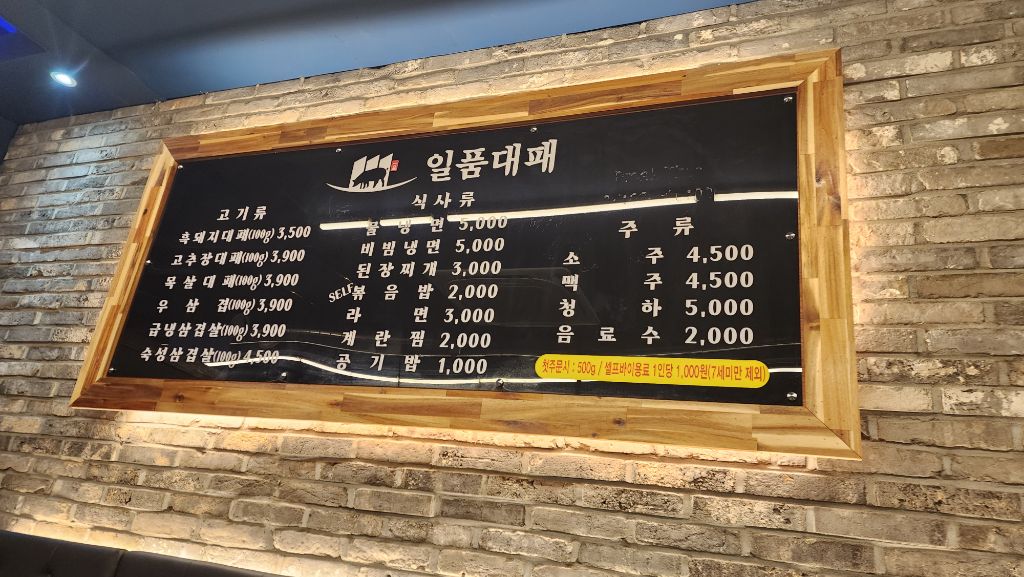 일품대패
고기류
흑돼지대패(100g) 3,500
고추장대패(100g) 3,900
목살대패(100g) 3,900
우삼겹(100g) 3,900
급냉삼겹살(100g) 3,900
숙성삼겹살(100g) 4,500
식사류
물냉면 5,000
비빔냉면 5,000
된장찌개 3,000
SELF볶음밥 2,000
라면 3,000
계란찜 2,000
공기밥 1,000
주류
소주 4,500
맥주 4,500
청하 5,000
음료수 2,000
첫주문시 : 500g / 셀프바이용료 1인당 1,000원(7세미만 제외)